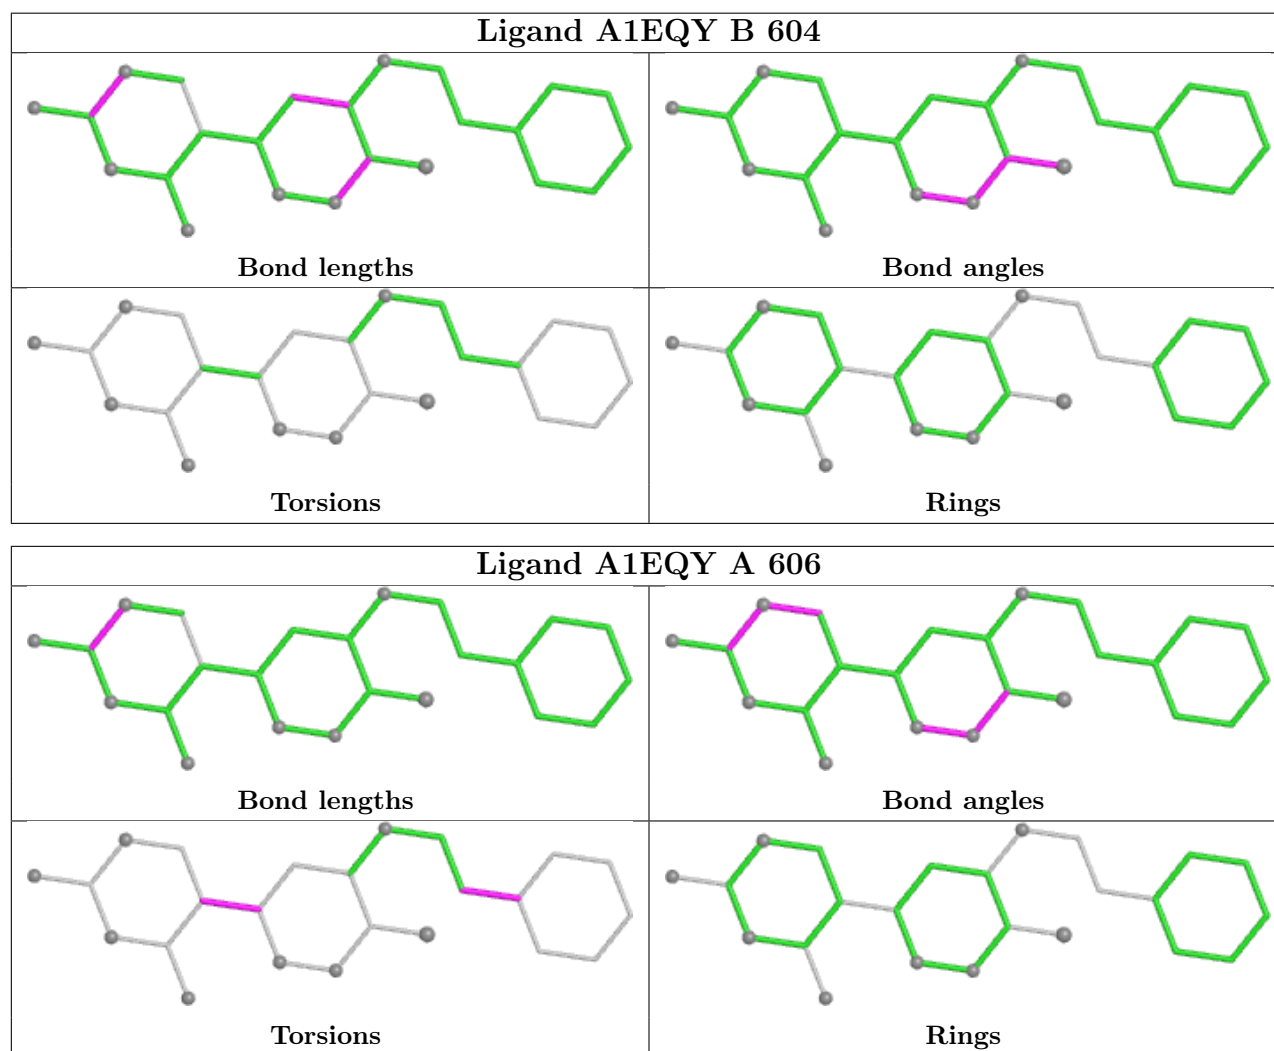 Ligand A1EQY B 604
Bond lengths
Bond angles
Torsions
Rings
Ligand A1EQY A 606
Bond lengths
Bond angles
Torsions
Rings